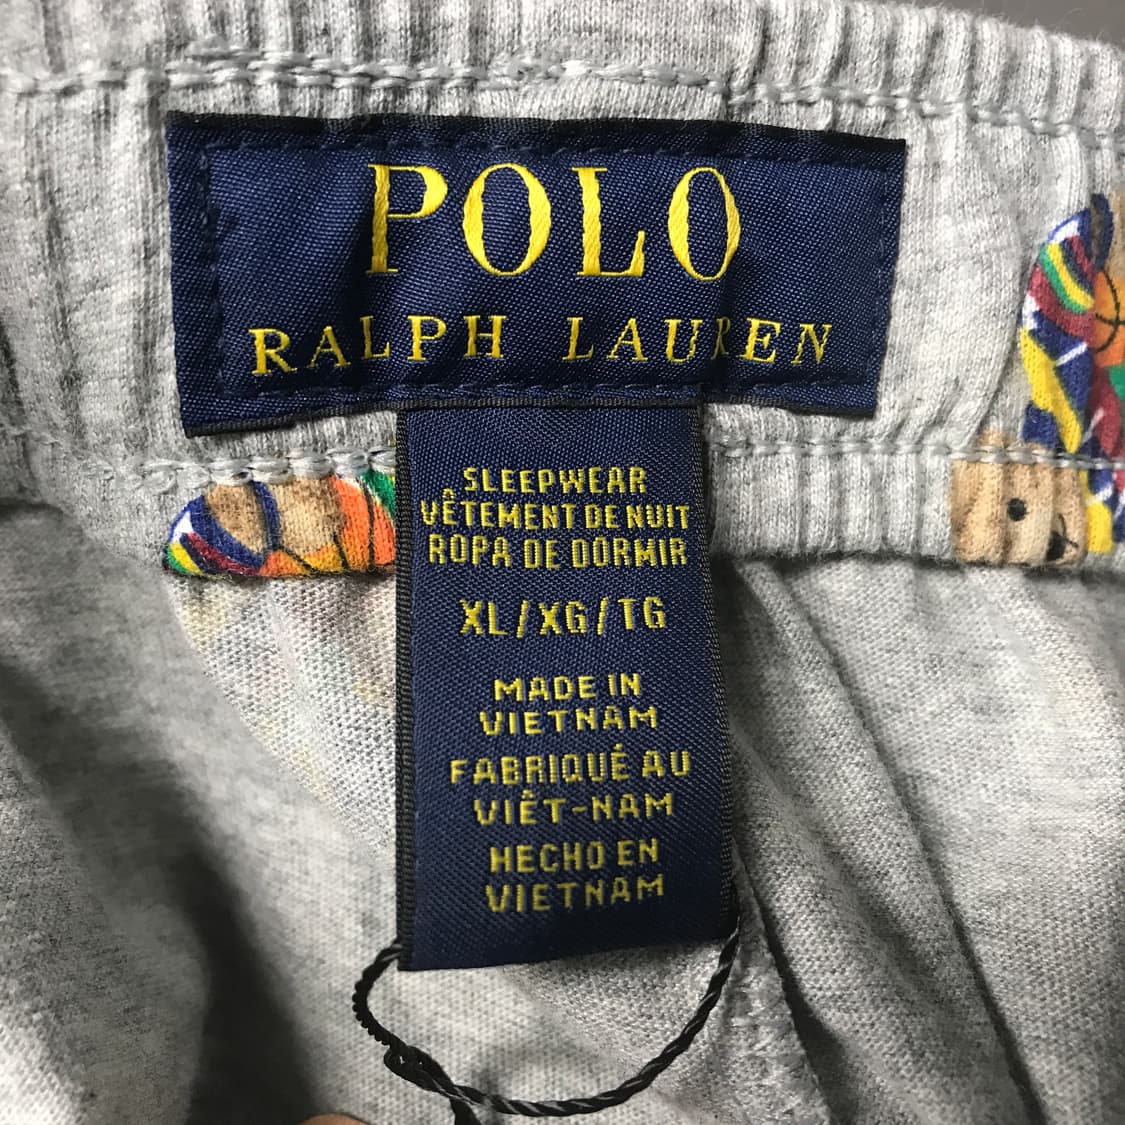 POLO
RALPH LAUREN
SLEEPWEAR
VÊTEMENT DE NUIT
ROPA DE DORMIR
XL/XG/TG
MADE IN
VIETNAM
FABRIQUÉ AU
VIÊT-NAM
HECHO EN
VIETNAM